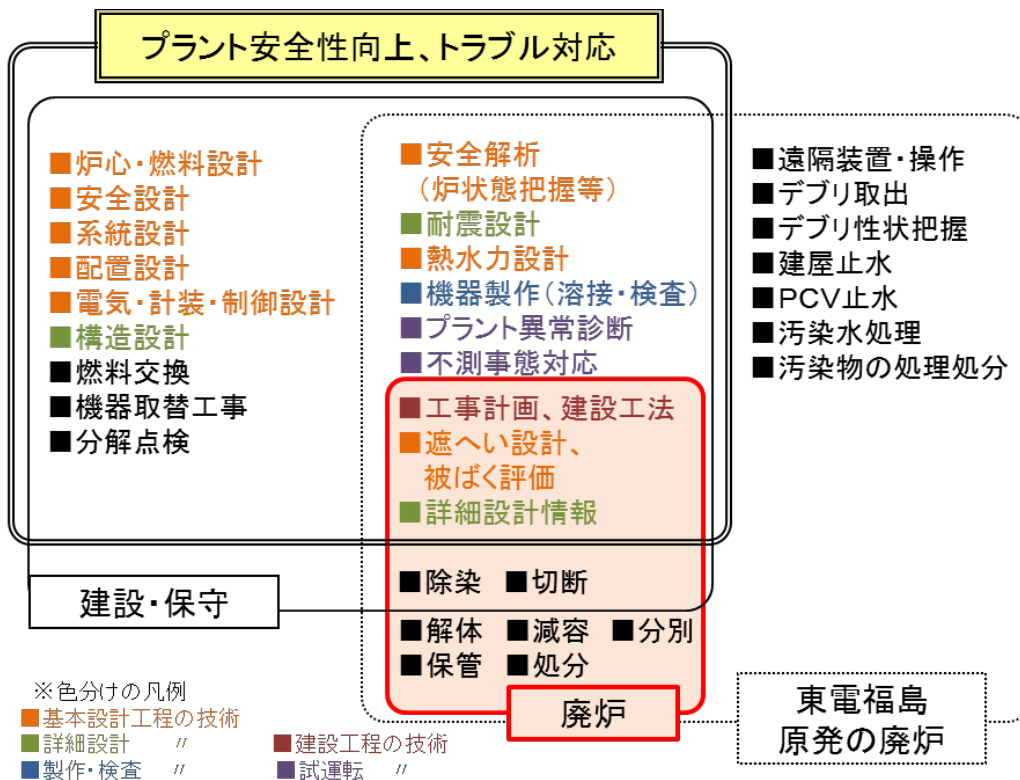 プラント安全性向上、トラブル対応
■炉心・燃料設計
■安全設計
■系統設計
■配置設計
■電気・計装・制御設計
■構造設計
■燃料交換
■機器取替工事
■分解点検
■安全解析
（炉状態把握等）
■耐震設計
■熱水力設計
■機器製作（溶接・検査）
■プラント異常診断
■不測事態対応
■工事計画、建設工法
■遮へい設計、
被ばく評価
■詳細設計情報
■除染 ■切断
■解体 ■減容 ■分別
■保管 ■処分
■遠隔装置・操作
■デブリ取出
■デブリ性状把握
■建屋止水
■PCV止水
■汚染水処理
■汚染物の処理処分
建設・保守
廃炉
東電福島
原発の廃炉
※色分けの凡例
■基本設計工程の技術
■詳細設計 〃 ■建設工程の技術
■製作・検査 〃 ■試運転 〃